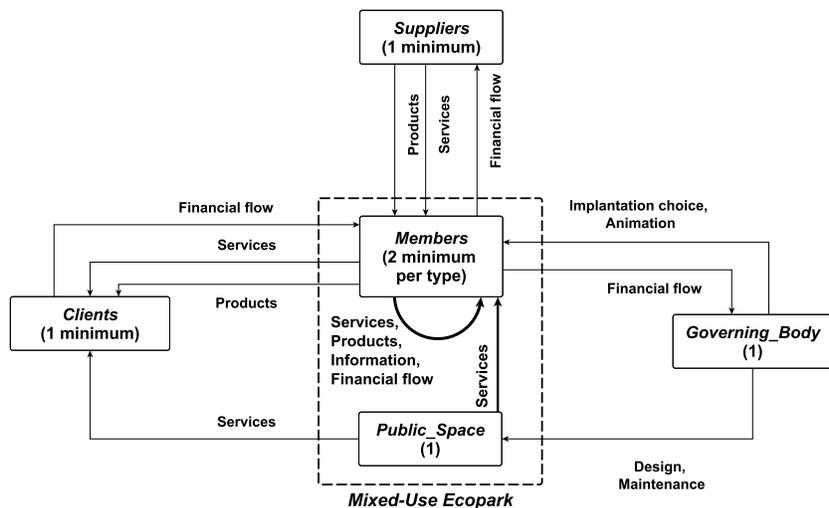 Suppliers
(1 minimum)
Products
Services
Financial flow
Financial flow
Services
Products
Members
(2 minimum
per type)
Implantation choice,
Animation
Financial flow
Clients
(1 minimum)
Services,
Products,
Information,
Financial flow
Services
Governing_Body
(1)
Services
Public_Space
(1)
Design,
Maintenance
Mixed-Use Ecopark